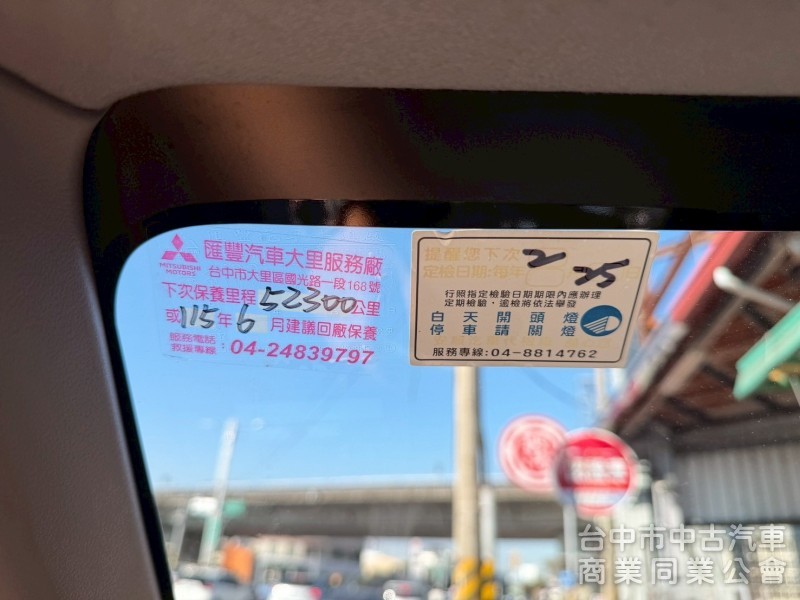 MITSUBISHI
MOTORS
匯豐汽車大里服務廠
台中市大里區國光路一段168號
下次保養里程52300公里
或115年6月建議回廠保養
服務電話
救援專線:04-24839797
提醒您下次
定檢日期:每年 2 25
行照指定檢驗日期期限內應辦理
定期檢驗,逾檢將依法舉發
白天開頭燈
停車請關燈
服務專線:04-8814762
台中市中古汽車
商業同業公會